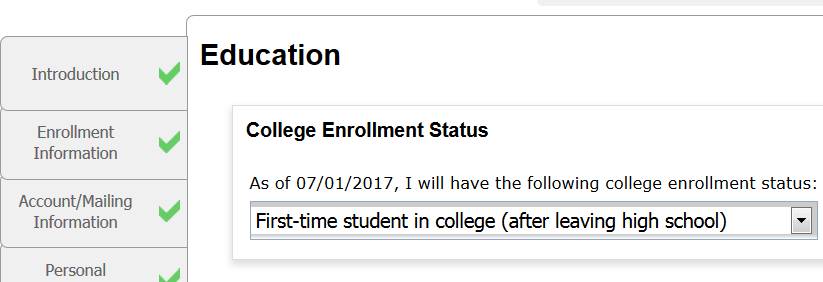 Education
Introduction
Enrollment
Information
Account/Mailing
Information
Personal
College Enrollment Status
As of 07/01/2017, I will have the following college enrollment status:
First-time student in college (after leaving high school)